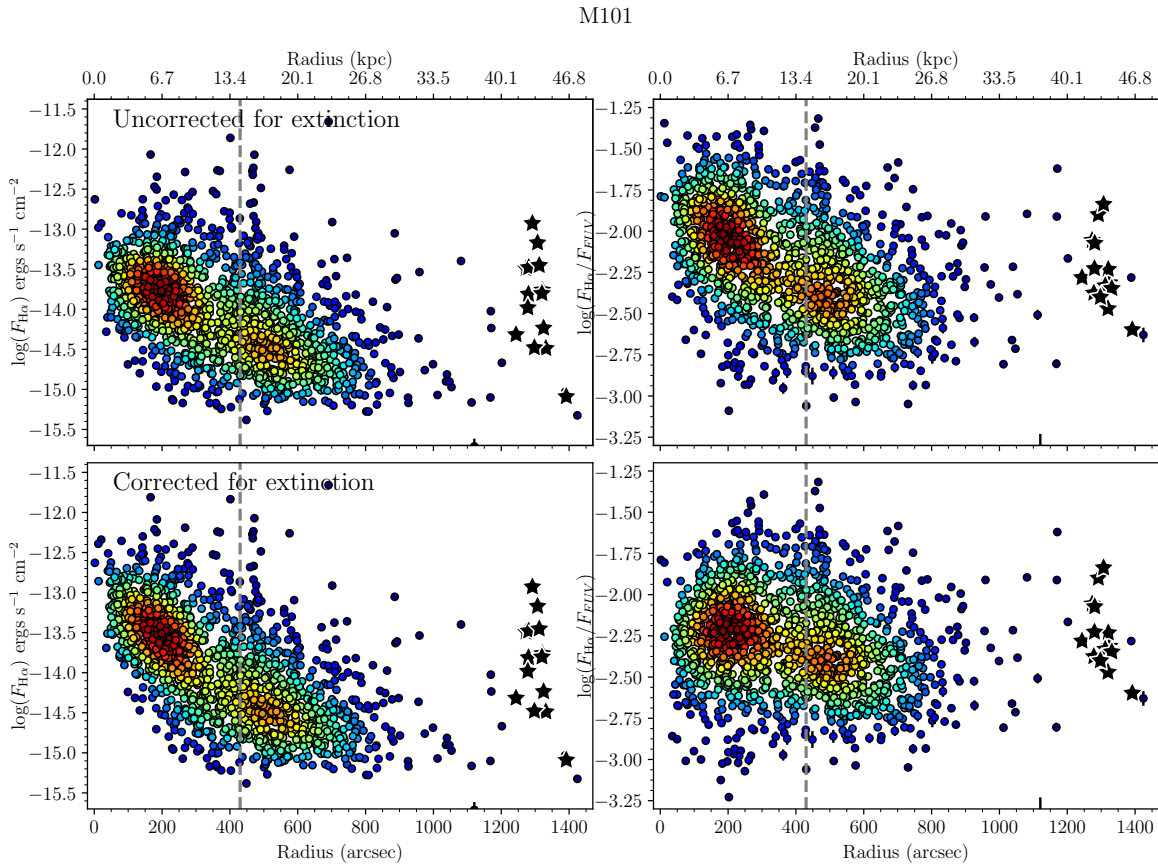 M101
Radius (kpc) Radius (kpc)
0.0 6.7 13.4 20.1 26.8 33.5 40.1 46.8 0.0 6.7 13.4 20.1 26.8 33.5 40.1 46.8
Uncorrected for extinction
−11.5 −12.0 −12.5 −13.0 −13.5 −14.0 −14.5 −15.0 −15.5
log(F_Hα) ergs s⁻¹ cm⁻²
−1.25 −1.50 −1.75 −2.00 −2.25 −2.50 −2.75 −3.00 −3.25
log(F_Hα/F_FUV)
Corrected for extinction
−11.5 −12.0 −12.5 −13.0 −13.5 −14.0 −14.5 −15.0 −15.5
log(F_Hα) ergs s⁻¹ cm⁻²
−1.25 −1.50 −1.75 −2.00 −2.25 −2.50 −2.75 −3.00 −3.25
log(F_Hα/F_FUV)
0 200 400 600 800 1000 1200 1400 0 200 400 600 800 1000 1200 1400
Radius (arcsec) Radius (arcsec)